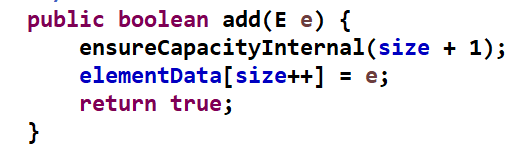 public boolean add(E e) {
    ensureCapacityInternal(size + 1);
    elementData[size++] = e;
    return true;
}